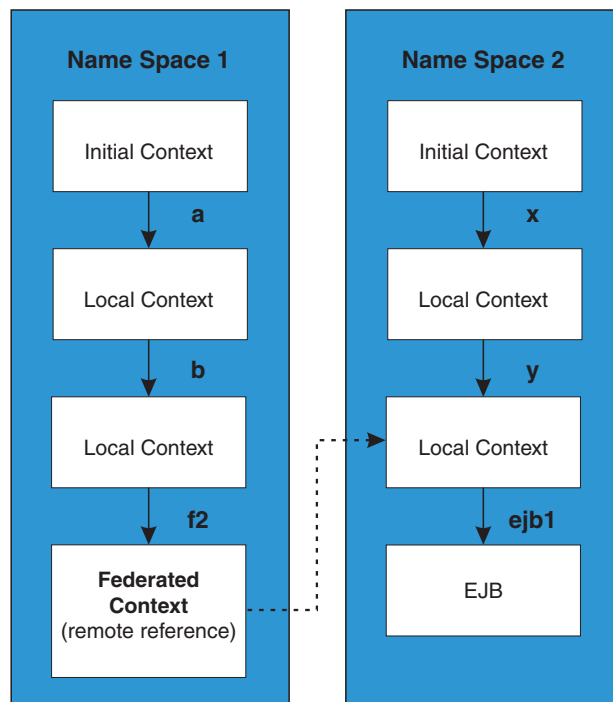 Name Space 1
Initial Context
a
Local Context
b
Local Context
f2
Federated
Context
(remote reference)
Name Space 2
Initial Context
x
Local Context
y
Local Context
ejb1
EJB